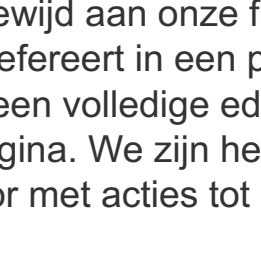 ewijd aan onze f
efereert in een p
een volledige ed
gina. We zijn he
or met acties tot